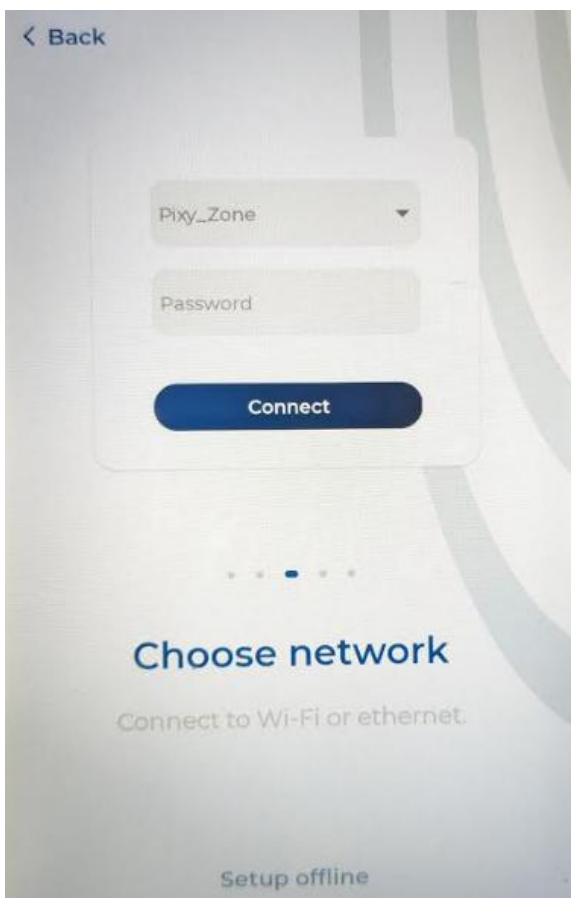 Back
Pixy_Zone
Password
Connect
Choose network
Connect to Wi-Fi or ethernet.
Setup offline